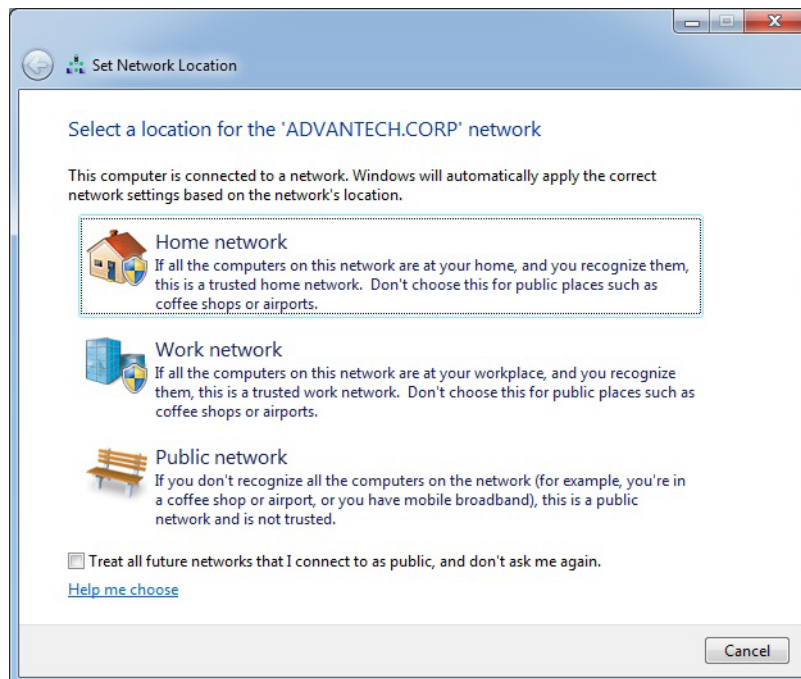 Set Network Location
Select a location for the 'ADVANTECH.CORP' network
This computer is connected to a network. Windows will automatically apply the correct
network settings based on the network's location.
Home network
If all the computers on this network are at your home, and you recognize them,
this is a trusted home network.  Don't choose this for public places such as
coffee shops or airports.
Work network
If all the computers on this network are at your workplace, and you recognize
them, this is a trusted work network.  Don't choose this for public places such as
coffee shops or airports.
Public network
If you don't recognize all the computers on the network (for example, you're in
a coffee shop or airport, or you have mobile broadband), this is a public
network and is not trusted.
Treat all future networks that I connect to as public, and don't ask me again.
Help me choose
Cancel